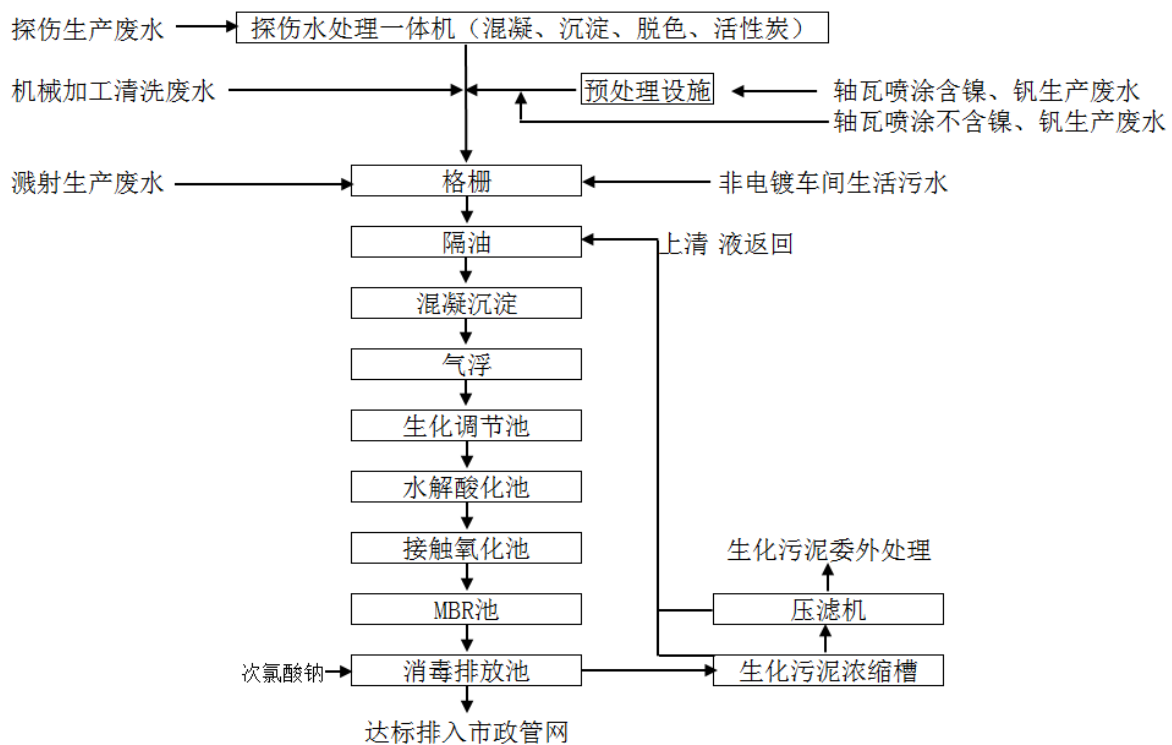 探伤生产废水
探伤水处理一体机（混凝、沉淀、脱色、活性炭）
机械加工清洗废水
预处理设施
轴瓦喷涂含镍、钒生产废水
轴瓦喷涂不含镍、钒生产废水
溅射生产废水
格栅
非电镀车间生活污水
隔油
上清 液返回
混凝沉淀
气浮
生化调节池
水解酸化池
接触氧化池
生化污泥委外处理
MBR池
压滤机
次氯酸钠
消毒排放池
生化污泥浓缩槽
达标排入市政管网